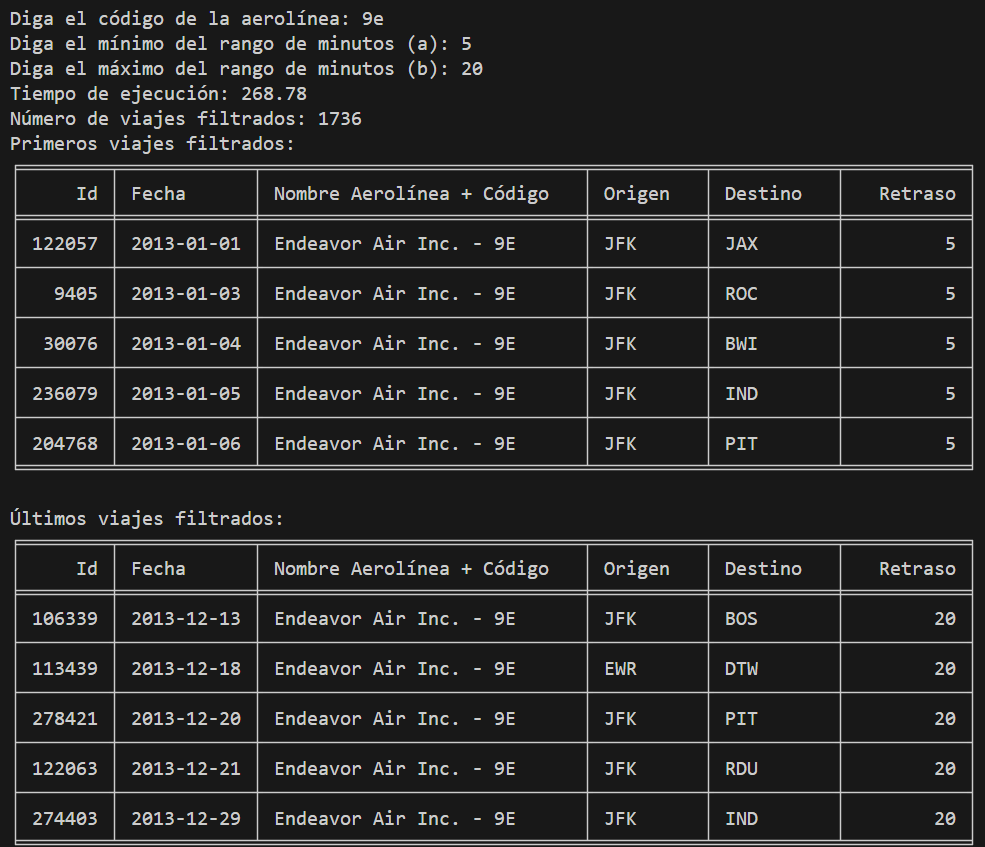 Diga el código de la aerolínea: 9e
Diga el mínimo del rango de minutos (a): 5
Diga el máximo del rango de minutos (b): 20
Tiempo de ejecución: 268.78
Número de viajes filtrados: 1736
Primeros viajes filtrados:
Id Fecha Nombre Aerolínea + Código Origen Destino Retraso
122057 2013-01-01 Endeavor Air Inc. - 9E JFK JAX 5
9405 2013-01-03 Endeavor Air Inc. - 9E JFK ROC 5
30076 2013-01-04 Endeavor Air Inc. - 9E JFK BWI 5
236079 2013-01-05 Endeavor Air Inc. - 9E JFK IND 5
204768 2013-01-06 Endeavor Air Inc. - 9E JFK PIT 5
Últimos viajes filtrados:
Id Fecha Nombre Aerolínea + Código Origen Destino Retraso
106339 2013-12-13 Endeavor Air Inc. - 9E JFK BOS 20
113439 2013-12-18 Endeavor Air Inc. - 9E EWR DTW 20
278421 2013-12-20 Endeavor Air Inc. - 9E JFK PIT 20
122063 2013-12-21 Endeavor Air Inc. - 9E JFK RDU 20
274403 2013-12-29 Endeavor Air Inc. - 9E JFK IND 20